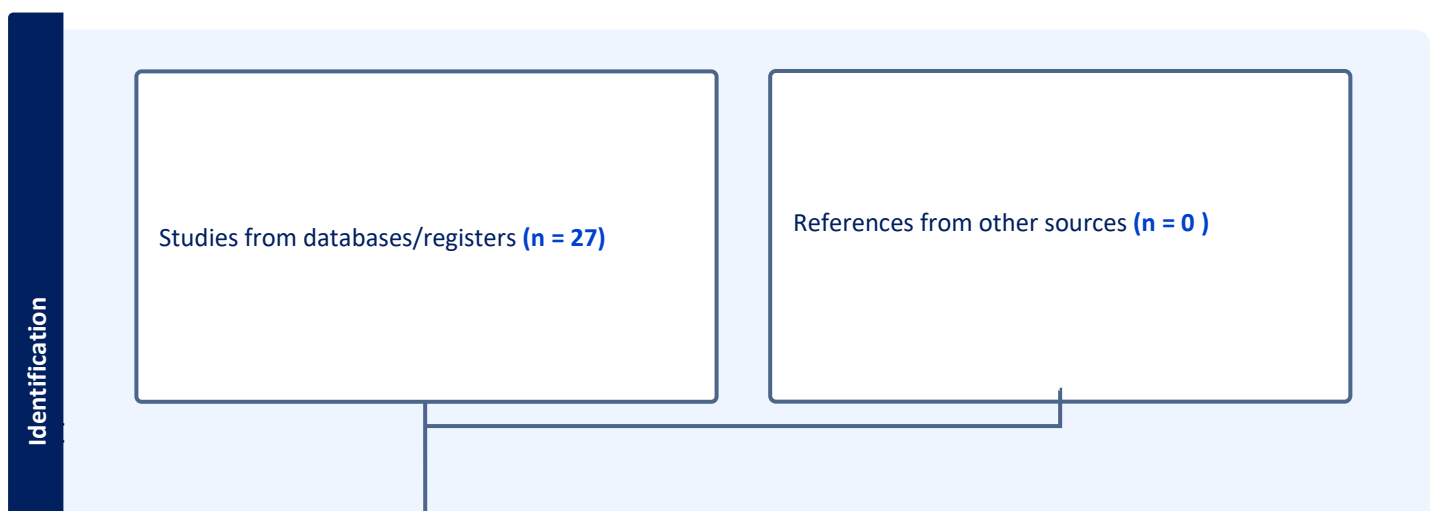 Studies from databases/registers (n = 27)
References from other sources (n = 0 )
Identification